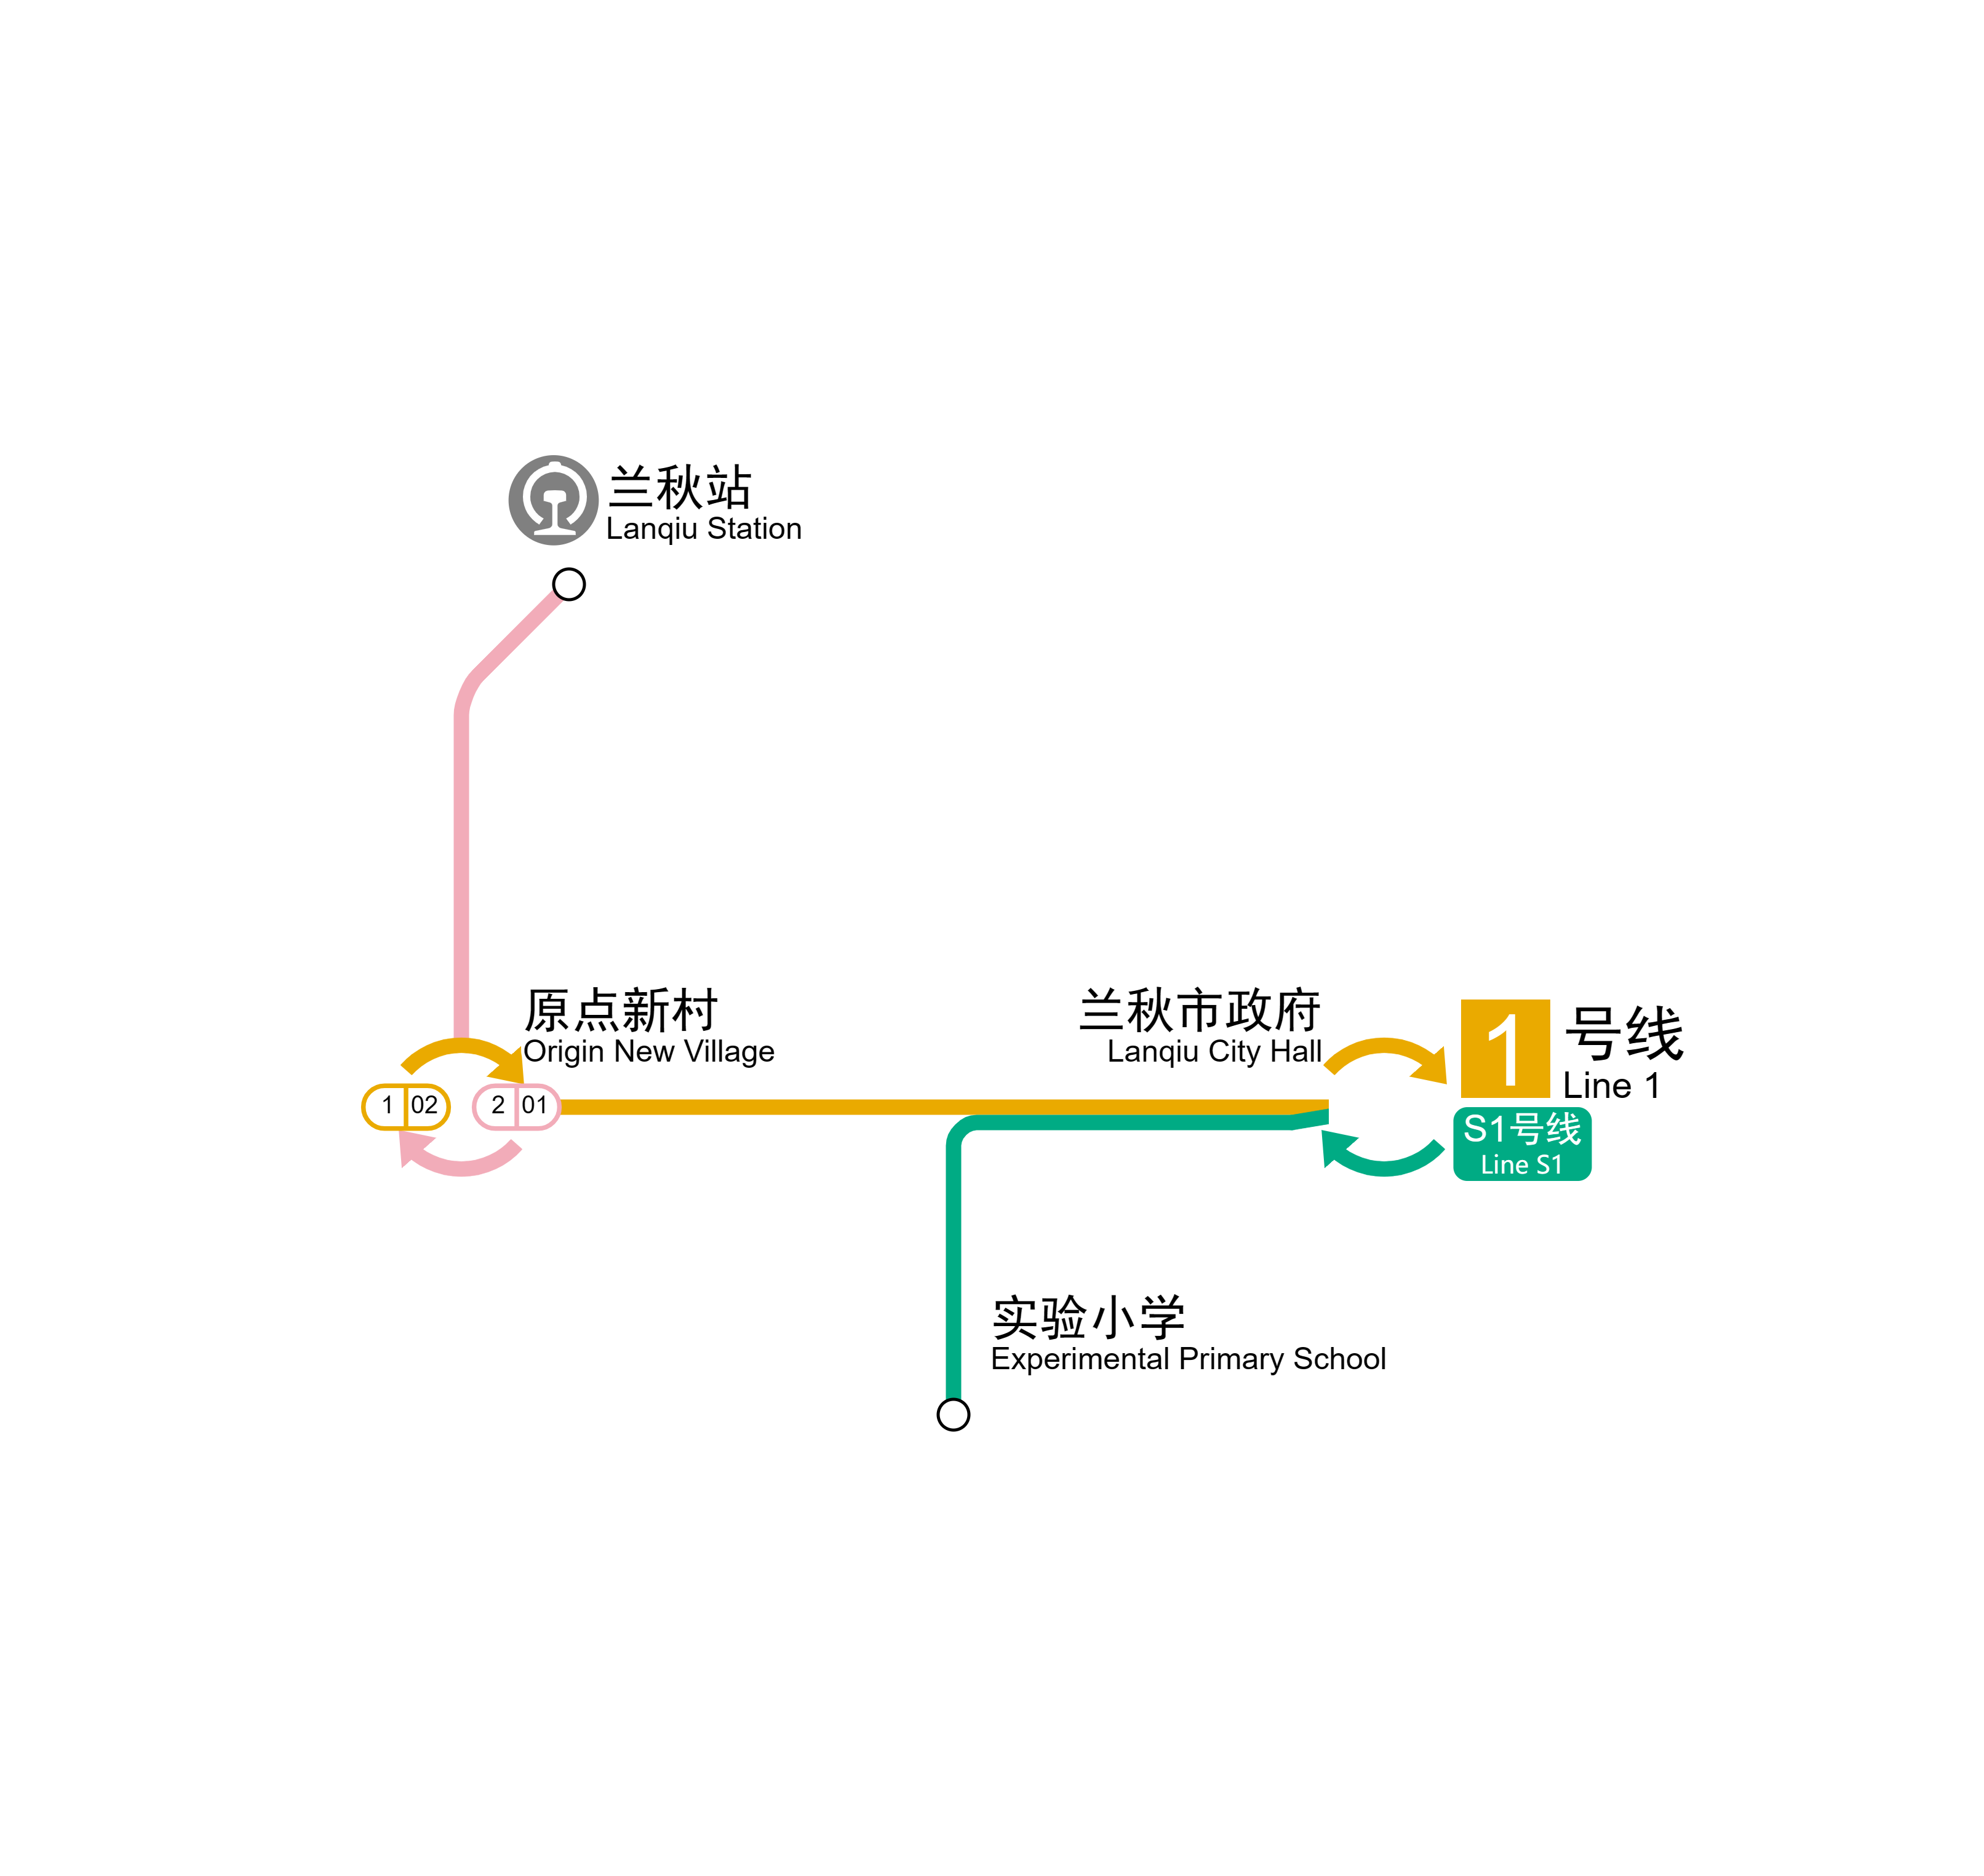 兰秋站
Lanqiu Station
原点新村
Origin New Village
兰秋市政府
Lanqiu City Hall
1号线
Line 1
1 02
2 01
S1号线
Line S1
实验小学
Experimental Primary School